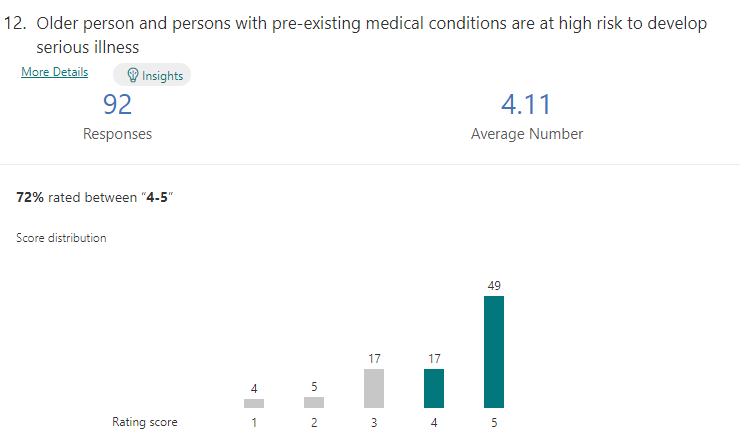 12. Older person and persons with pre-existing medical conditions are at high risk to develop
serious illness
More Details Insights
92 4.11
Responses Average Number
72% rated between “4-5”
Score distribution
49
17 17
4 5
Rating score 1 2 3 4 5